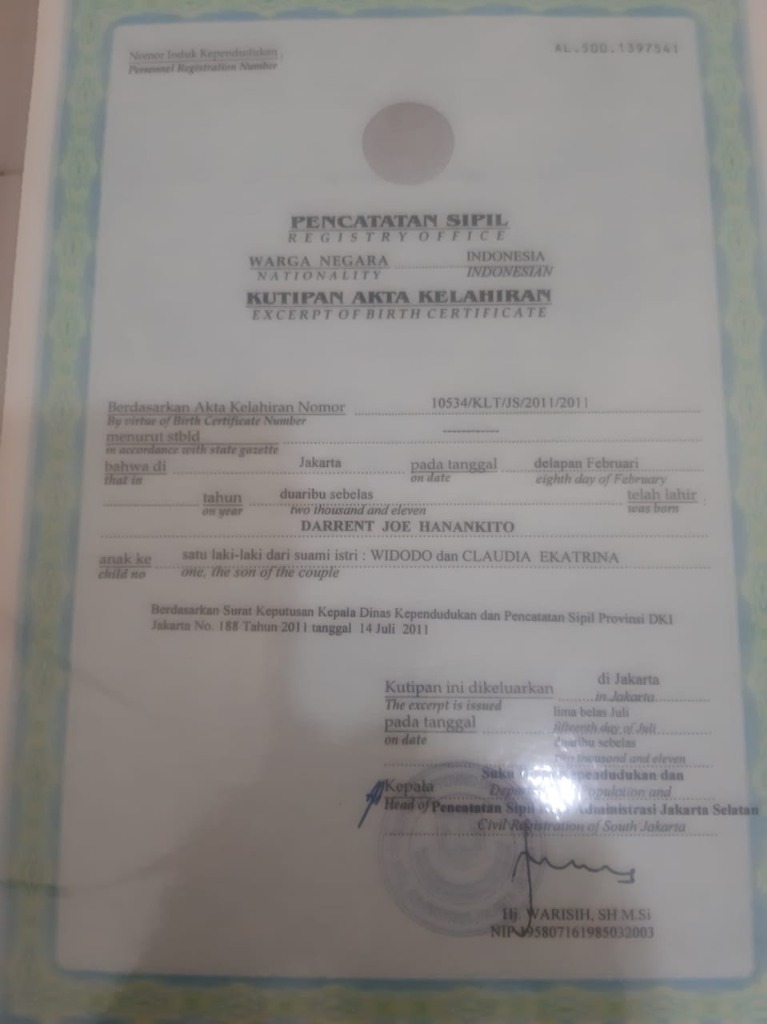 Nomor Induk Kependudukan
Personnel Registration Number
AL.500.1397541
PENCATATAN SIPIL
REGISTRY OFFICE
WARGA NEGARA INDONESIA
NATIONALITY INDONESIAN
KUTIPAN AKTA KELAHIRAN
EXCERPT OF BIRTH CERTIFICATE
Berdasarkan Akta Kelahiran Nomor 10534/KLT/JS/2011/2011
By virtue of Birth Certificate Number
menurut stbld ------------
in accordance with state gazette
bahwa di Jakarta pada tanggal delapan Februari
that in on date eighth day of February
tahun duaribu sebelas telah lahir
on year two thousand and eleven was born
DARRENT JOE HANANKITO
anak ke satu laki-laki dari suami istri : WIDODO dan CLAUDIA EKATRINA
child no one, the son of the couple
Berdasarkan Surat Keputusan Kepala Dinas Kependudukan dan Pencatatan Sipil Provinsi DKI
Jakarta No. 188 Tahun 2011 tanggal 14 Juli 2011
Kutipan ini dikeluarkan di Jakarta
The excerpt is issued in Jakarta
pada tanggal lima belas Juli
on date fifteenth day of Juli
duaribu sebelas
two thousand and eleven
Suku Kependudukan dan
Kepala Population and
Head of Pencatatan Sipil Administrasi Jakarta Selatan
Civil Registration of South Jakarta
Hj. WARISIH, SH M.Si
NIP 195807161985032003